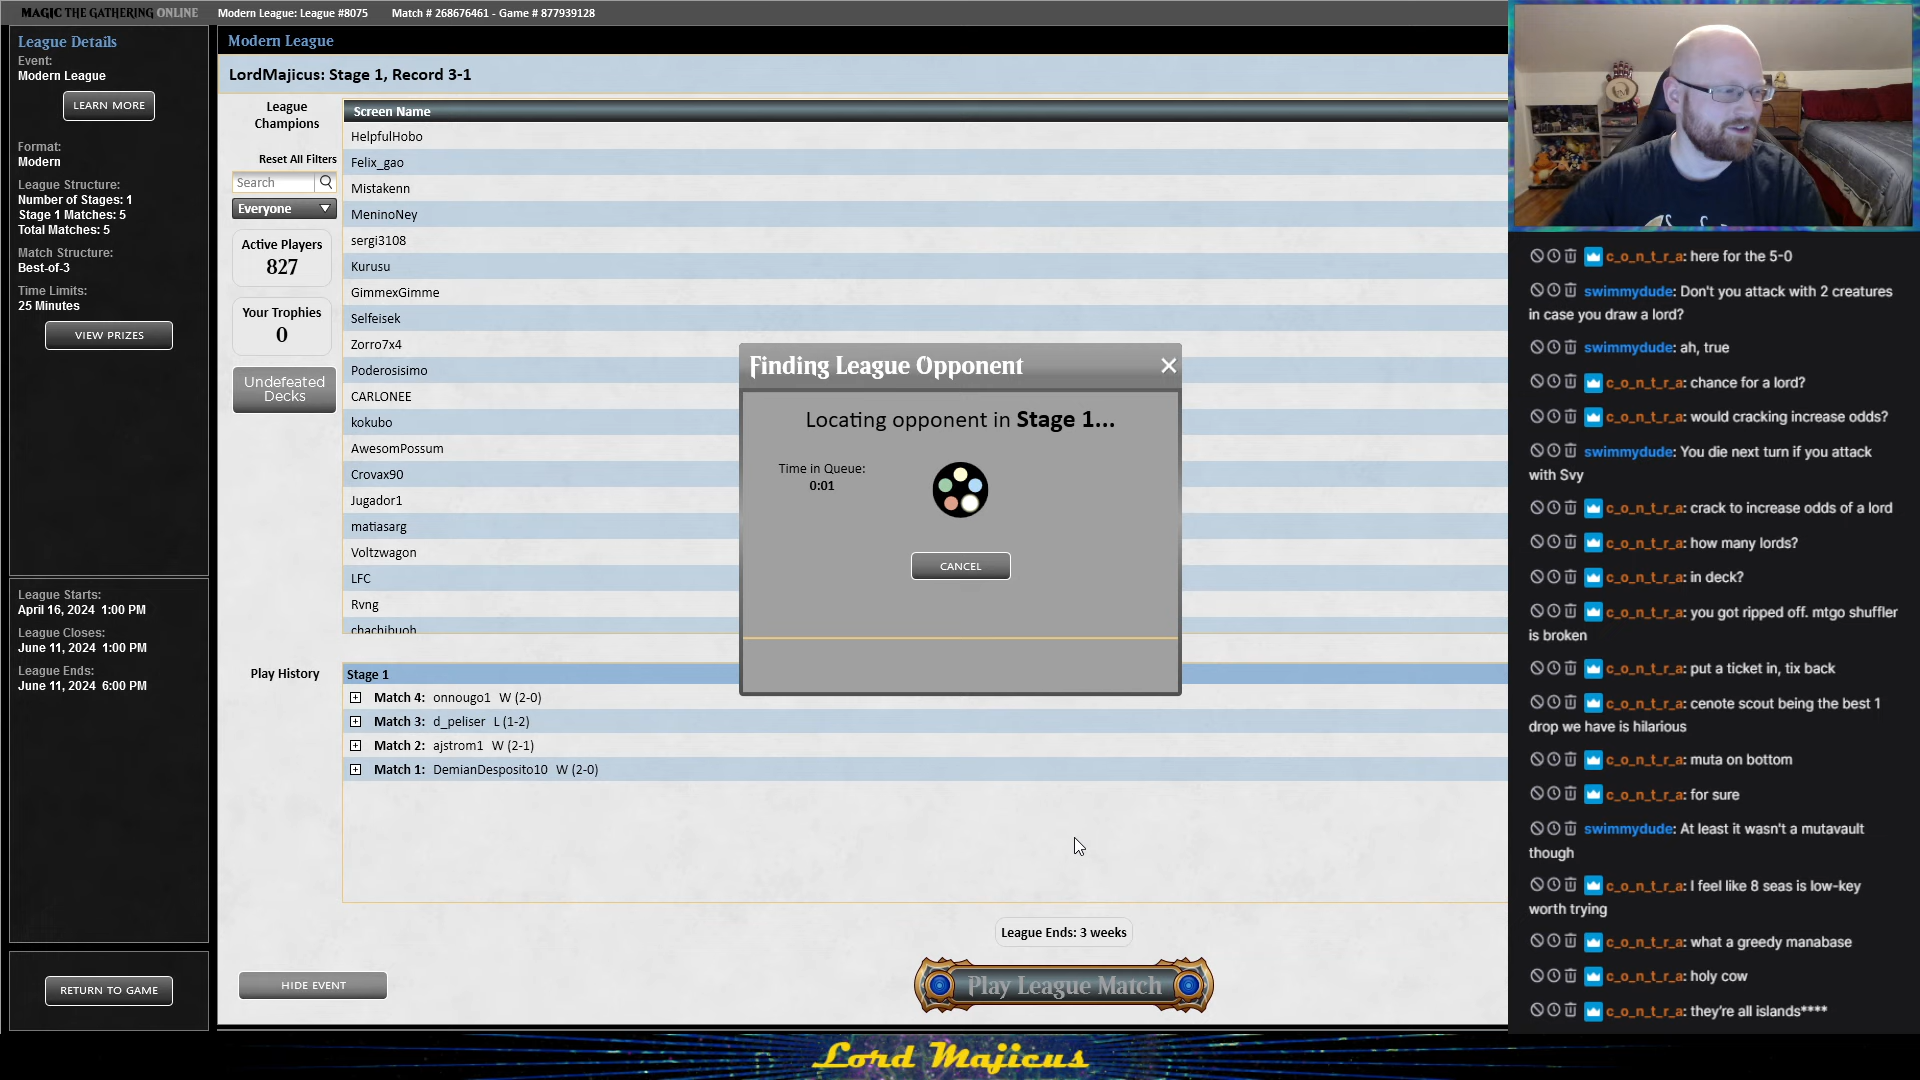 MAGIC THE GATHERING ONLINE
Modern League: League #8075
Match # 268676461 - Game # 877939128
League Details
Event:
Modern League
LEARN MORE
Format:
Modern
League Structure:
Number of Stages: 1
Stage 1 Matches: 5
Total Matches: 5
Match Structure:
Best-of-3
Time Limits:
25 Minutes
VIEW PRIZES
League Starts:
April 16, 2024 1:00 PM
League Closes:
June 11, 2024 1:00 PM
League Ends:
June 11, 2024 6:00 PM
RETURN TO GAME
Modern League
LordMajicus: Stage 1, Record 3-1
League
Champions
Reset All Filters
Search
Everyone
Active Players
827
Your Trophies
0
Undefeated
Decks
Screen Name
HelpfulHobo
Felix_gao
Mistakenn
MeninoNey
sergi3108
Kurusu
GimmexGimme
Selfeisek
Zorro7x4
Poderosisimo
CARLONEE
kokubo
AwesomPossum
Crovax90
Jugador1
matiasarg
Voltzwagon
LFC
Rvng
chachibuoh
Finding League Opponent
Locating opponent in Stage 1...
Time in Queue:
0:01
CANCEL
Play History
Stage 1
Match 4: onnougo1 W (2-0)
Match 3: d_peliser L (1-2)
Match 2: ajstrom1 W (2-1)
Match 1: DemianDesposito10 W (2-0)
League Ends: 3 weeks
HIDE EVENT
Play League Match
c_o_n_t_r_a: here for the 5-0
swimmydude: Don't you attack with 2 creatures
in case you draw a lord?
swimmydude: ah, true
c_o_n_t_r_a: chance for a lord?
c_o_n_t_r_a: would cracking increase odds?
swimmydude: You die next turn if you attack
with Svy
c_o_n_t_r_a: crack to increase odds of a lord
c_o_n_t_r_a: how many lords?
c_o_n_t_r_a: in deck?
c_o_n_t_r_a: you got ripped off. mtgo shuffler
is broken
c_o_n_t_r_a: put a ticket in, tix back
c_o_n_t_r_a: cenote scout being the best 1
drop we have is hilarious
c_o_n_t_r_a: muta on bottom
c_o_n_t_r_a: for sure
swimmydude: At least it wasn't a mutavault
though
c_o_n_t_r_a: I feel like 8 seas is low-key
worth trying
c_o_n_t_r_a: what a greedy manabase
c_o_n_t_r_a: holy cow
c_o_n_t_r_a: they're all islands****
Lord Majicus